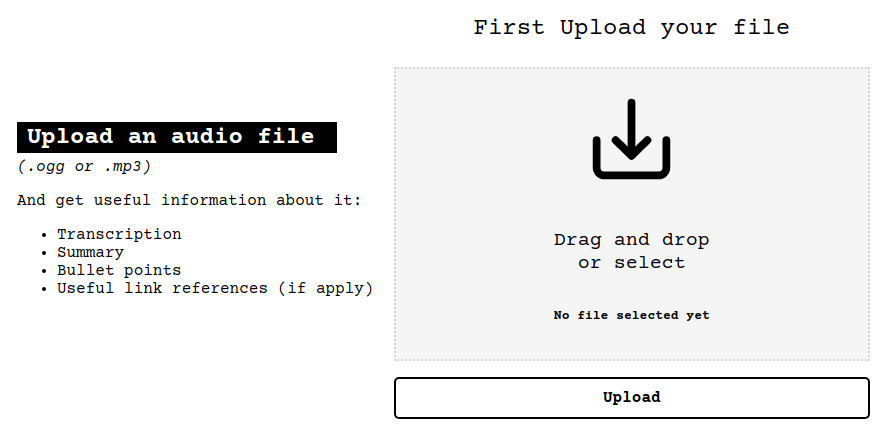 First Upload your file
Upload an audio file
(.ogg or .mp3)
And get useful information about it:
• Transcription
• Summary
• Bullet points
• Useful link references (if apply)
Drag and drop
or select
No file selected yet
Upload